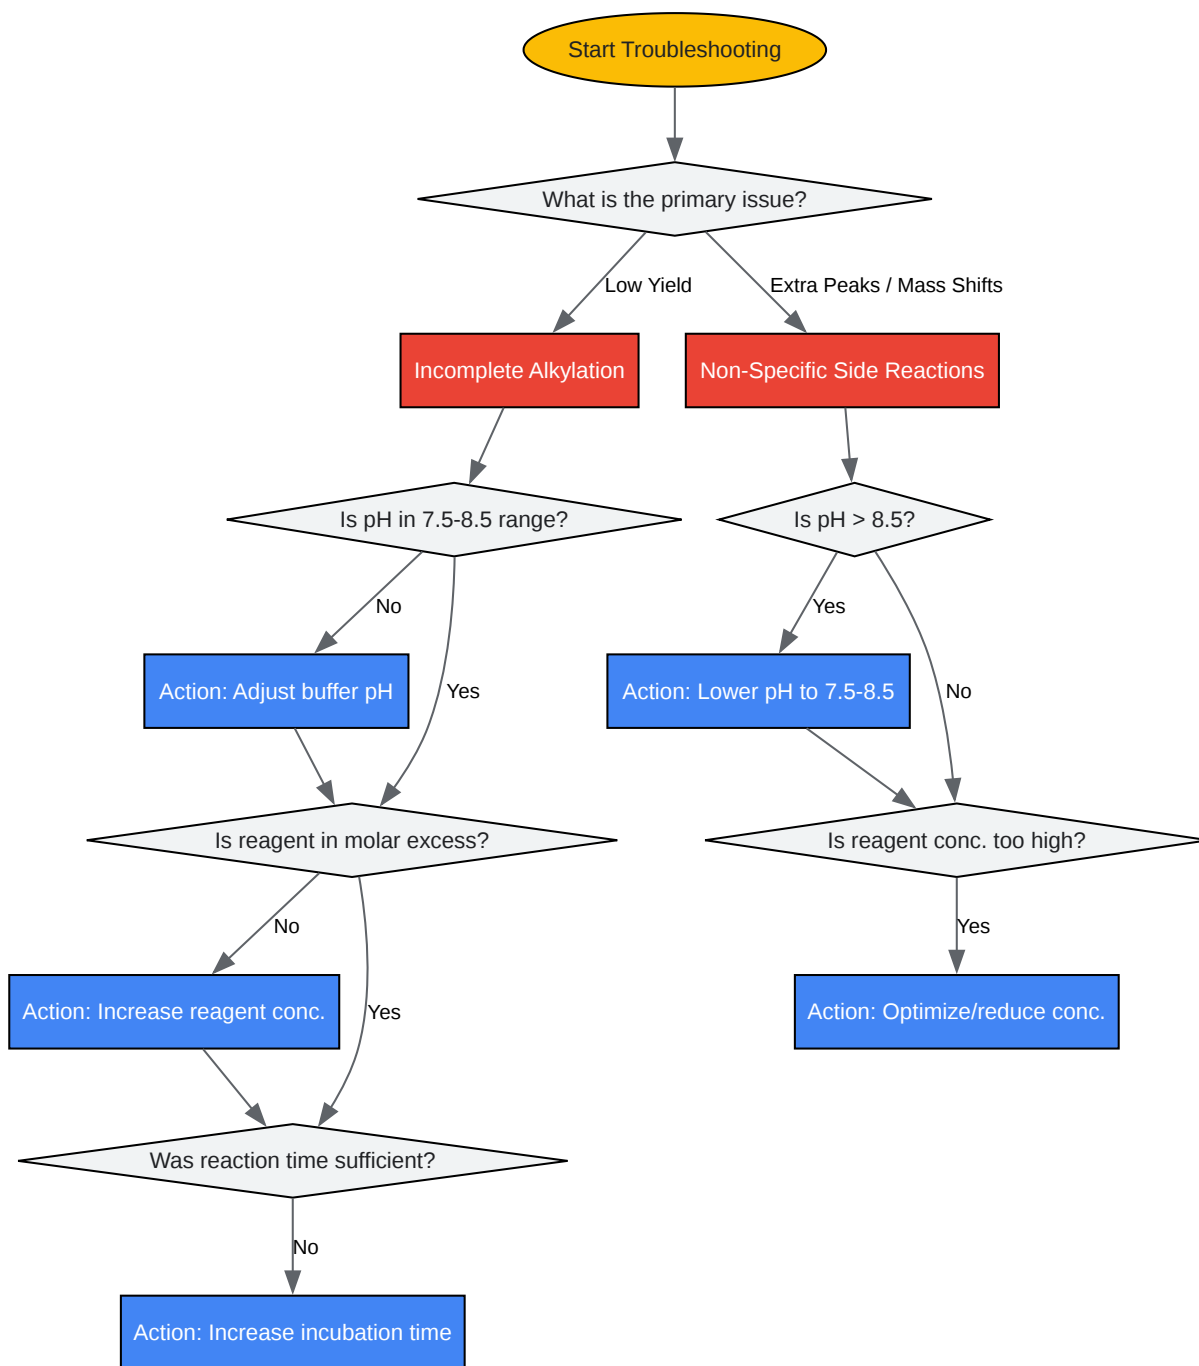 Start Troubleshooting
What is the primary issue?
Low Yield
Extra Peaks / Mass Shifts
Incomplete Alkylation
Non-Specific Side Reactions
Is pH in 7.5-8.5 range?
Is pH > 8.5?
No
Yes
Action: Adjust buffer pH
Yes
Action: Lower pH to 7.5-8.5
No
Is reagent in molar excess?
Is reagent conc. too high?
No
Yes
Action: Increase reagent conc.
Yes
Action: Optimize/reduce conc.
Was reaction time sufficient?
No
Action: Increase incubation time